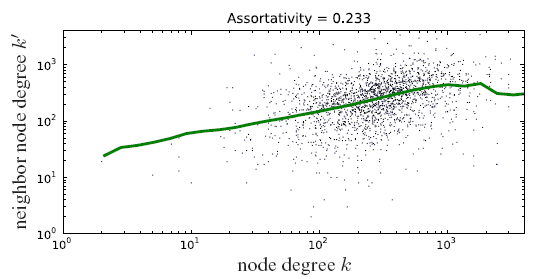 Assortativity = 0.233
neighbor node degree k′
10³
10²
10¹
10⁰
10⁰ 10¹ 10² 10³
node degree k